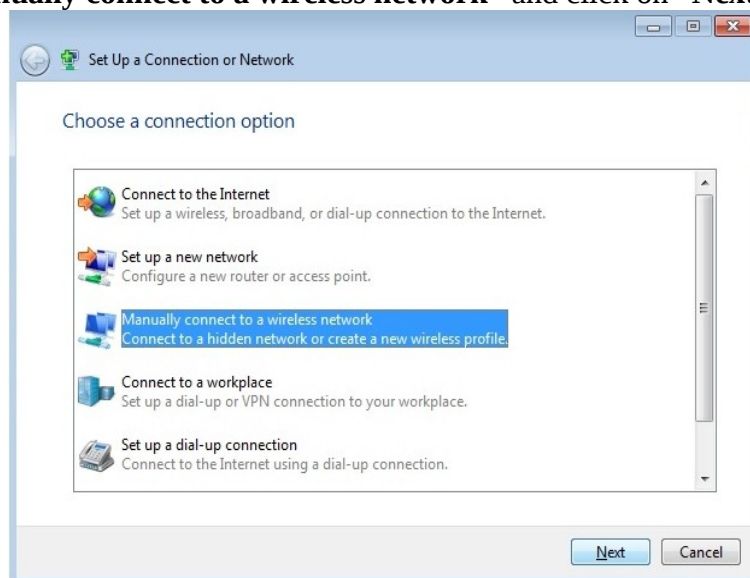 nually connect to a wireless network" and click on "Next
Set Up a Connection or Network
Choose a connection option
Connect to the Internet
Set up a wireless, broadband, or dial-up connection to the Internet.
Set up a new network
Configure a new router or access point.
Manually connect to a wireless network
Connect to a hidden network or create a new wireless profile.
Connect to a workplace
Set up a dial-up or VPN connection to your workplace.
Set up a dial-up connection
Connect to the Internet using a dial-up connection.
Next Cancel